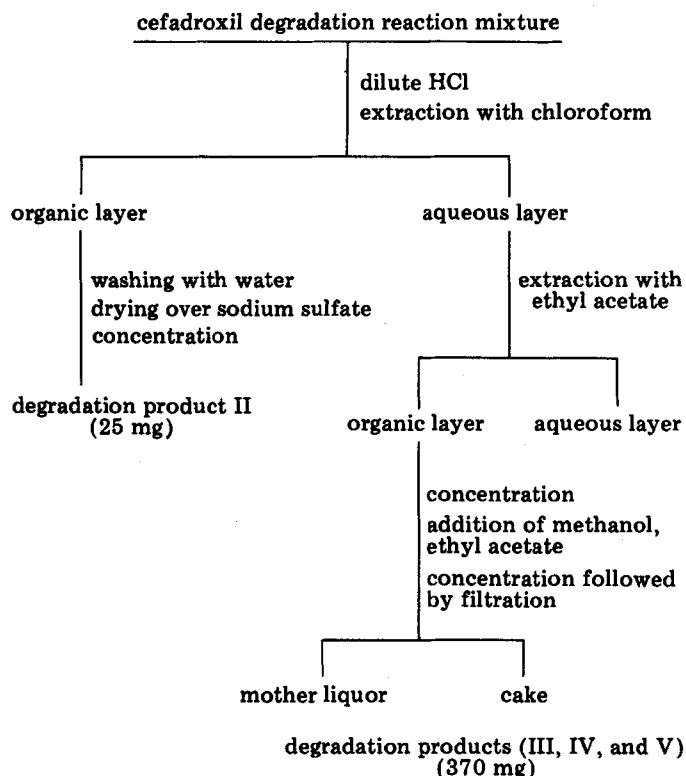 cefadroxil degradation reaction mixture
dilute HCl
extraction with chloroform
organic layer
aqueous layer
washing with water
drying over sodium sulfate
concentration
extraction with
ethyl acetate
degradation product II
(25 mg)
organic layer
aqueous layer
concentration
addition of methanol,
ethyl acetate
concentration followed
by filtration
mother liquor
cake
degradation products (III, IV, and V)
(370 mg)